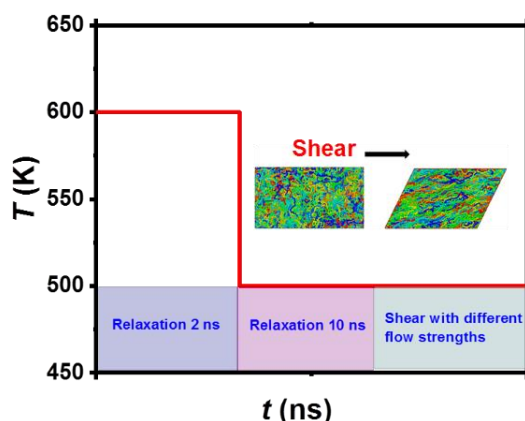 650
600
550
500
450
T (K)
Shear
Relaxation 2 ns
Relaxation 10 ns
Shear with different
flow strengths
t (ns)